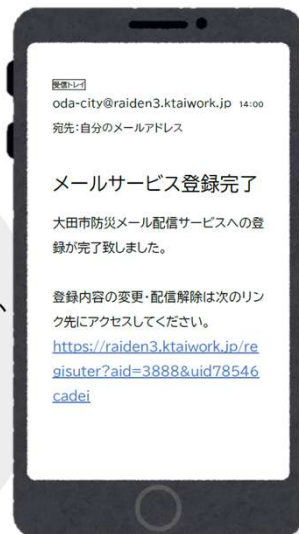 受信トレイ
oda-city@raiden3.ktaiwork.jp 14:00
宛先:自分のメールアドレス
メールサービス登録完了
大田市防災メール配信サービスへの登
録が完了致しました。
登録内容の変更・配信解除は次のリン
ク先にアクセスしてください。
https://raiden3.ktaiwork.jp/re
gisuter?aid=3888&uid78546
cadei